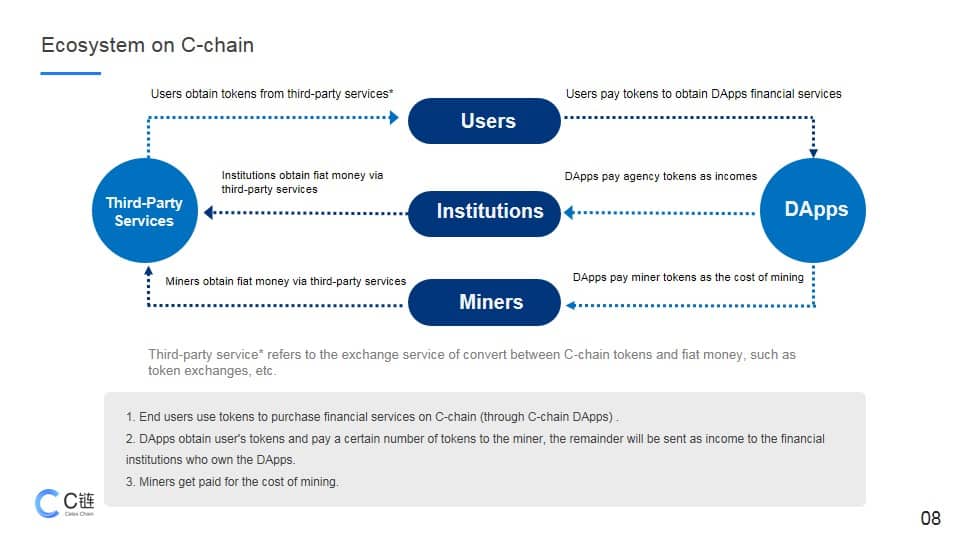 Ecosystem on C-chain
Users obtain tokens from third-party services*
Users pay tokens to obtain DApps financial services
Users
Institutions obtain fiat money via
third-party services
DApps pay agency tokens as incomes
Third-Party
Services
Institutions
DApps
Miners obtain fiat money via third-party services
DApps pay miner tokens as the cost of mining
Miners
Third-party service* refers to the exchange service of convert between C-chain tokens and fiat money, such as
token exchanges, etc.
1. End users use tokens to purchase financial services on C-chain (through C-chain DApps) .
2. DApps obtain user's tokens and pay a certain number of tokens to the miner, the remainder will be sent as income to the financial
institutions who own the DApps.
3. Miners get paid for the cost of mining.
C链
Chain
08